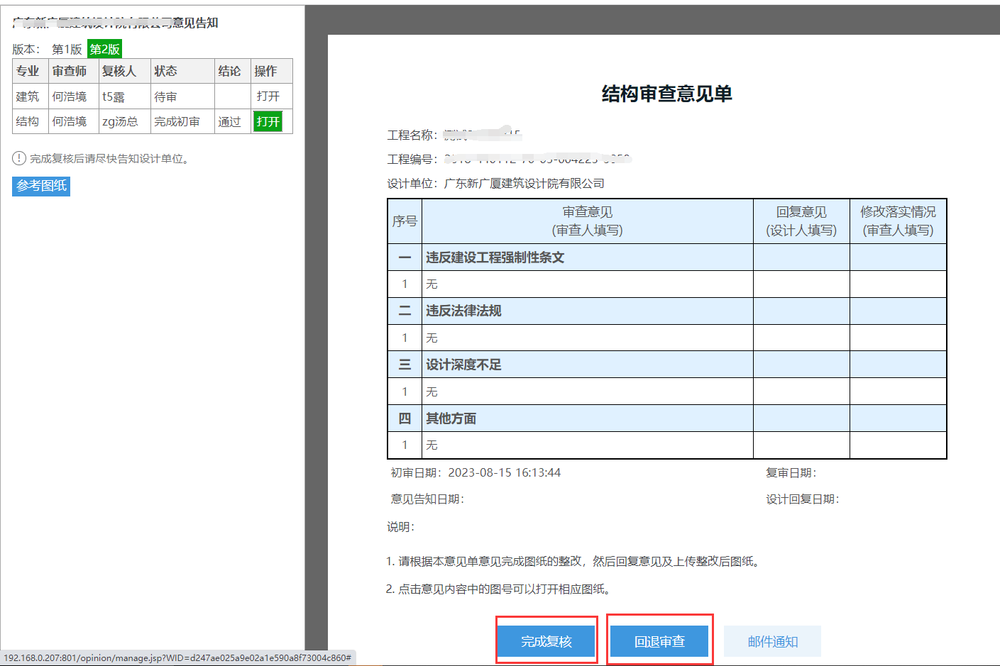 广东新广厦建筑设计院有限公司意见告知
版本： 第1版 第2版
专业 审查师 复核人 状态 结论 操作
建筑 何浩境 t5露 待审 打开
结构 何浩境 zg汤总 完成初审 通过 打开
完成复核后请尽快告知设计单位。
参考图纸
结构审查意见单
工程名称：
工程编号：
设计单位：广东新广厦建筑设计院有限公司
序号 审查意见 回复意见 修改落实情况
(审查人填写) (设计人填写) (审查人填写)
一 违反建设工程强制性条文
1 无
二 违反法律法规
1 无
三 设计深度不足
1 无
四 其他方面
1 无
初审日期：2023-08-15 16:13:44 复审日期：
意见告知日期： 设计回复日期：
说明：
1. 请根据本意见单意见完成图纸的整改，然后回复意见及上传整改后图纸。
2. 点击意见内容中的图号可以打开相应图纸。
完成复核 回退审查 邮件通知
192.168.0.207:801/opinion/manage.jsp?WID=d247ae025a9e02a1e590a8f73004c860#